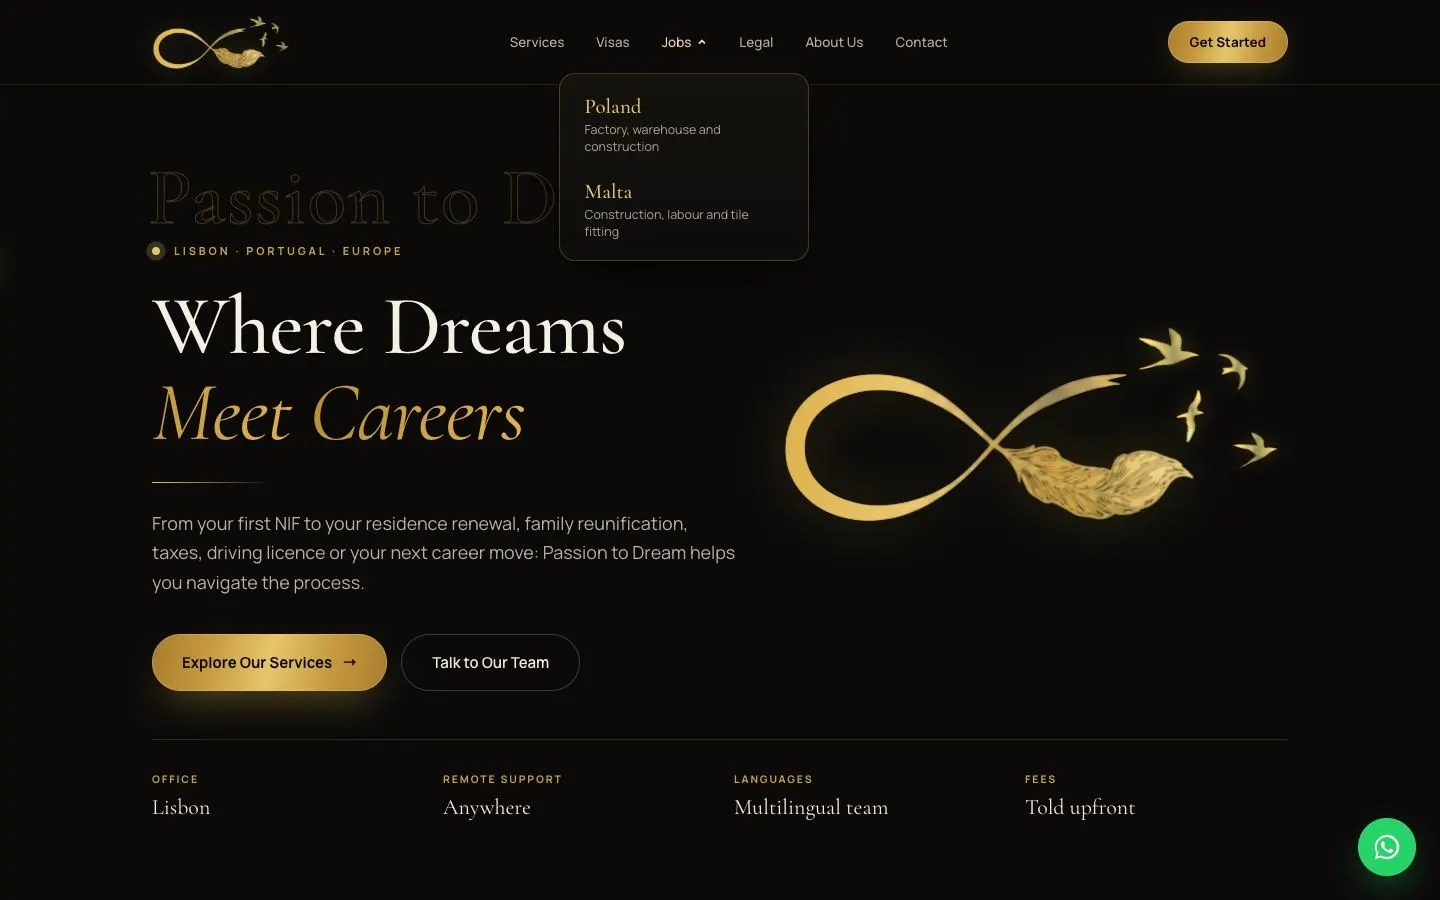 Services
Visas
Jobs
Legal
About Us
Contact
Get Started
Poland
Factory, warehouse and
construction
Malta
Construction, labour and tile
fitting
Passion to D
LISBON · PORTUGAL · EUROPE
Where Dreams
Meet Careers
From your first NIF to your residence renewal, family reunification,
taxes, driving licence or your next career move: Passion to Dream helps
you navigate the process.
Explore Our Services →
Talk to Our Team
OFFICE
Lisbon
REMOTE SUPPORT
Anywhere
LANGUAGES
Multilingual team
FEES
Told upfront